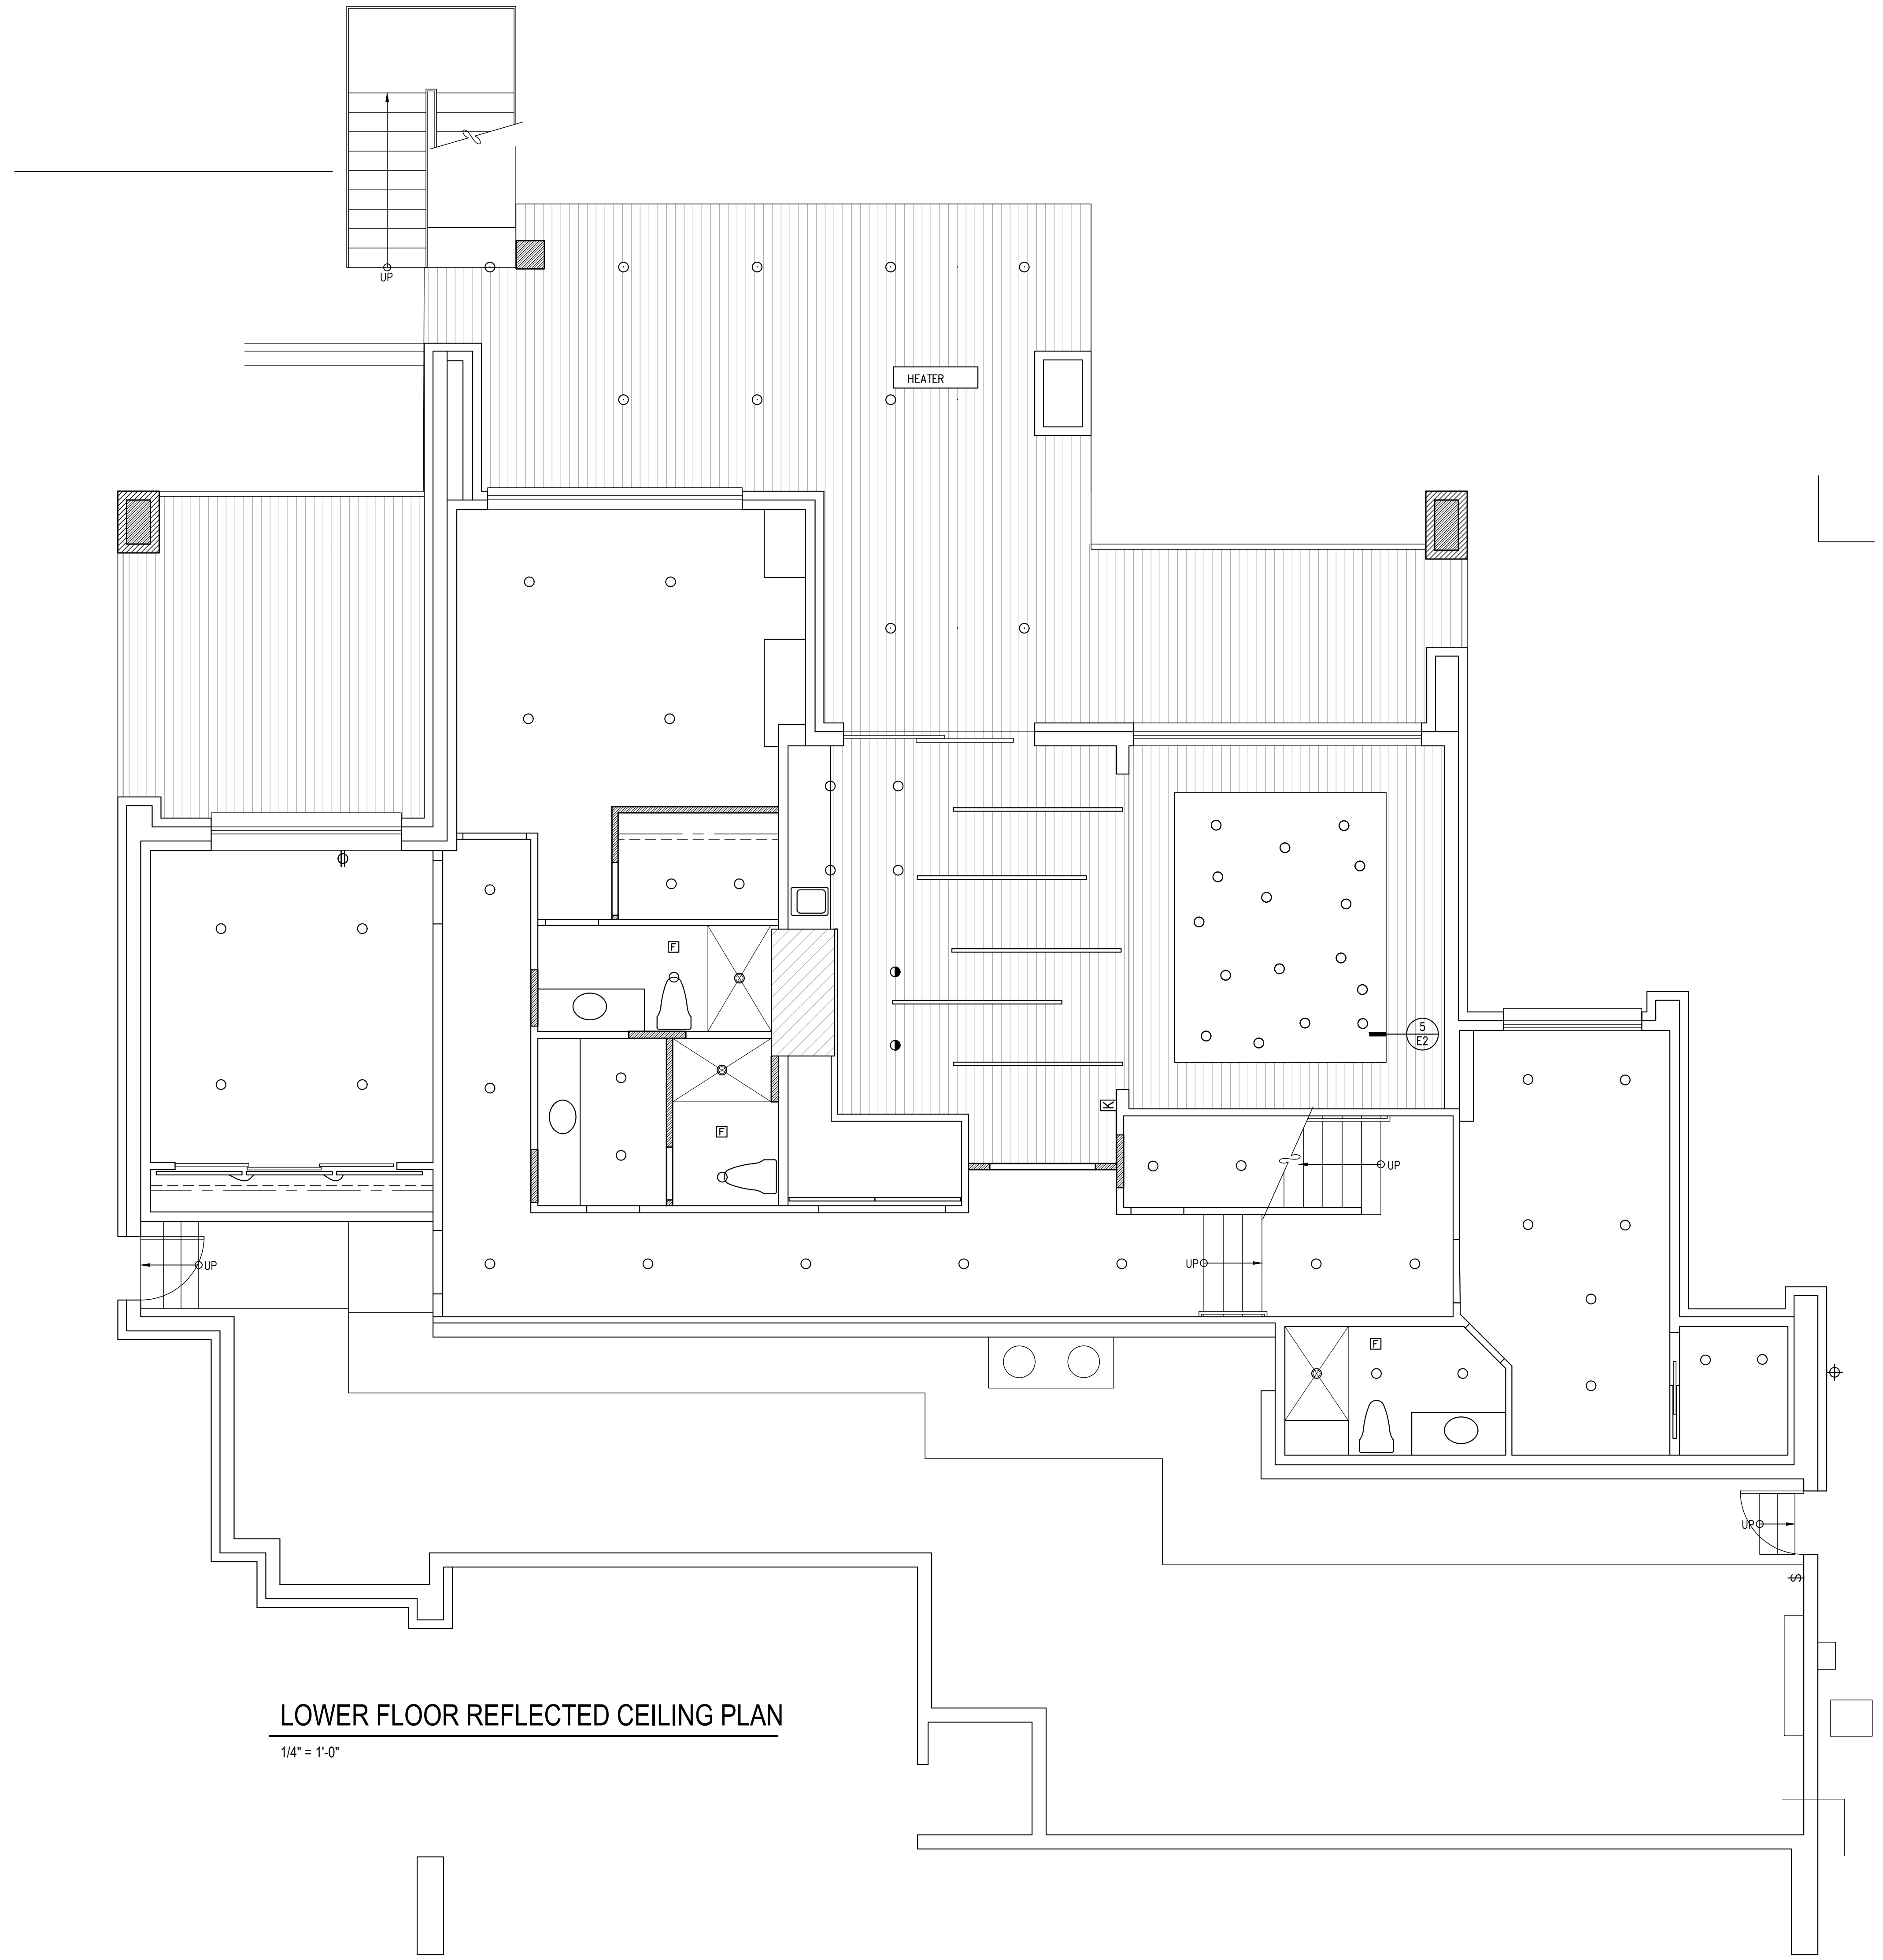 UP
HEATER
F
5
E2
F
K
UP
UP
UP
F
UP
$
LOWER FLOOR REFLECTED CEILING PLAN
1/4" = 1'-0"